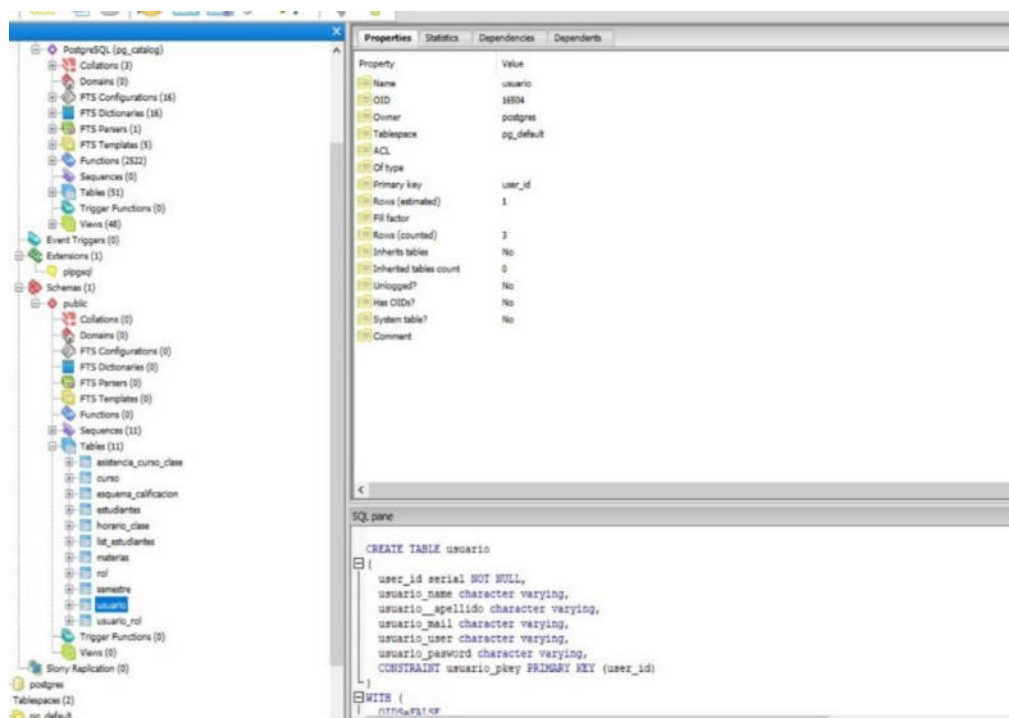 PostgreSQL (pg_catalog)
Collations (3)
Domains (0)
FTS Configurations (16)
FTS Dictionaries (16)
FTS Parsers (1)
FTS Templates (5)
Functions (2522)
Sequences (0)
Tables (51)
Trigger Functions (0)
Views (48)
Event Triggers (0)
Extensions (1)
plpgsql
Schemas (1)
public
Collations (0)
Domains (0)
FTS Configurations (0)
FTS Dictionaries (0)
FTS Parsers (0)
FTS Templates (0)
Functions (0)
Sequences (11)
Tables (11)
asistencia_curso_clase
curso
esquema_calificacion
estudiantes
horario_clase
list_estudiantes
materias
rol
semestre
usuario
usuario_rol
Trigger Functions (0)
Views (0)
Slony Replication (0)
postgres
Tablespaces (2)
pg_default
Properties Statistics Dependencies Dependents
Property Value
Name usuario
OID 16504
Owner postgres
Tablespace pg_default
ACL
Of type
Primary key user_id
Rows (estimated) 1
Fill factor
Rows (counted) 3
Inherits tables No
Inherited tables count 0
Unlogged? No
Has OIDs? No
System table? No
Comment
SQL pane
CREATE TABLE usuario
(
user_id serial NOT NULL,
usuario_name character varying,
usuario__apellido character varying,
usuario_mail character varying,
usuario_user character varying,
usuario_pasword character varying,
CONSTRAINT usuario_pkey PRIMARY KEY (user_id)
)
WITH (
OIDS=FALSE